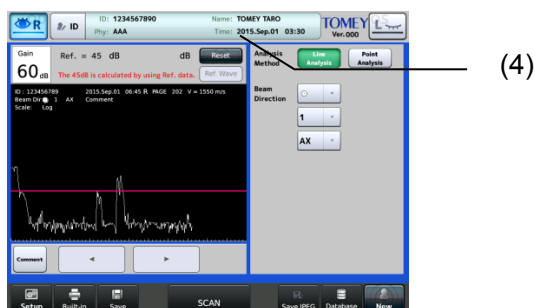 R ID ID: 1234567890 Name: TOMEY TARO TOMEY L
Phy: AAA Time: 2015.Sep.01 03:30 Ver.000
Gain Ref. = 45 dB dB Reset Analysis Method Line Analysis Point Analysis
60 dB The 45dB is calculated by using Ref. data. Ref. Wave
ID : 123456789 2015.Sep.01 06:45 R PAGE 202 V = 1550 m/s
Beam Dir 1 AX Comment
Scale: Log
Beam Direction
1
AX
Comment
Setup Built-in Save SCAN Save JPEG Database New
(4)